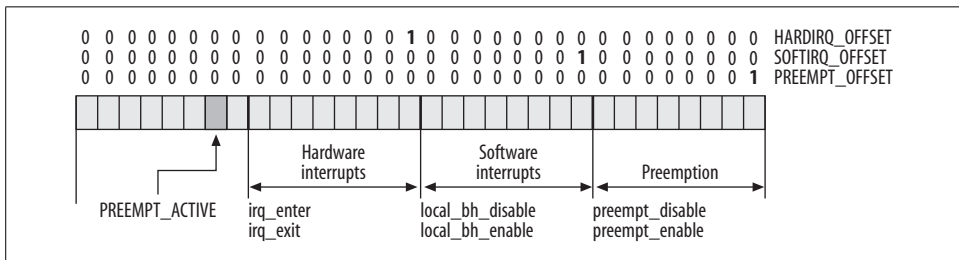 0 0 0 0 0 0 0 0 0 0 0 0 0 0 0 1 0 0 0 0 0 0 0 0 0 0 0 0 0 0 0 0 HARDIRQ_OFFSET
0 0 0 0 0 0 0 0 0 0 0 0 0 0 0 0 0 0 0 0 0 0 0 1 0 0 0 0 0 0 0 0 SOFTIRQ_OFFSET
0 0 0 0 0 0 0 0 0 0 0 0 0 0 0 0 0 0 0 0 0 0 0 0 0 0 0 0 0 0 0 1 PREEMPT_OFFSET
Hardware
interrupts
Software
interrupts
Preemption
PREEMPT_ACTIVE
irq_enter
irq_exit
local_bh_disable
local_bh_enable
preempt_disable
preempt_enable